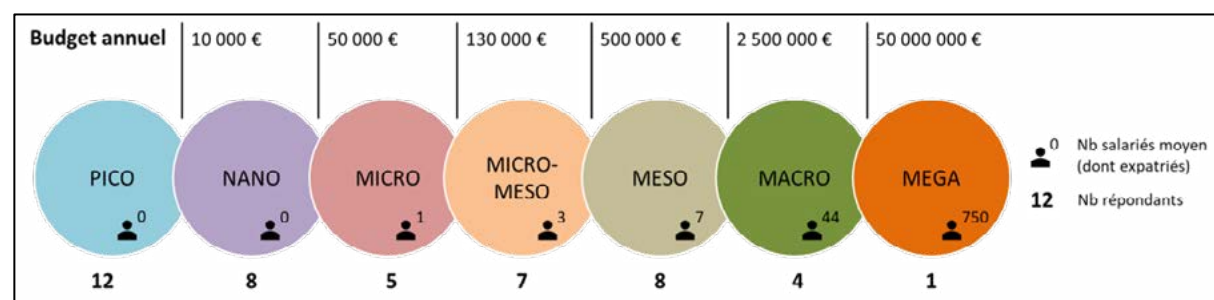 Budget annuel 10 000 € 50 000 € 130 000 € 500 000 € 2 500 000 € 50 000 000 €
PICO NANO MICRO MICRO- MESO MACRO MEGA
MESO
0 0 1 3 7 44 750
12 8 5 7 8 4 1
0 Nb salariés moyen
(dont expatriés)
12 Nb répondants